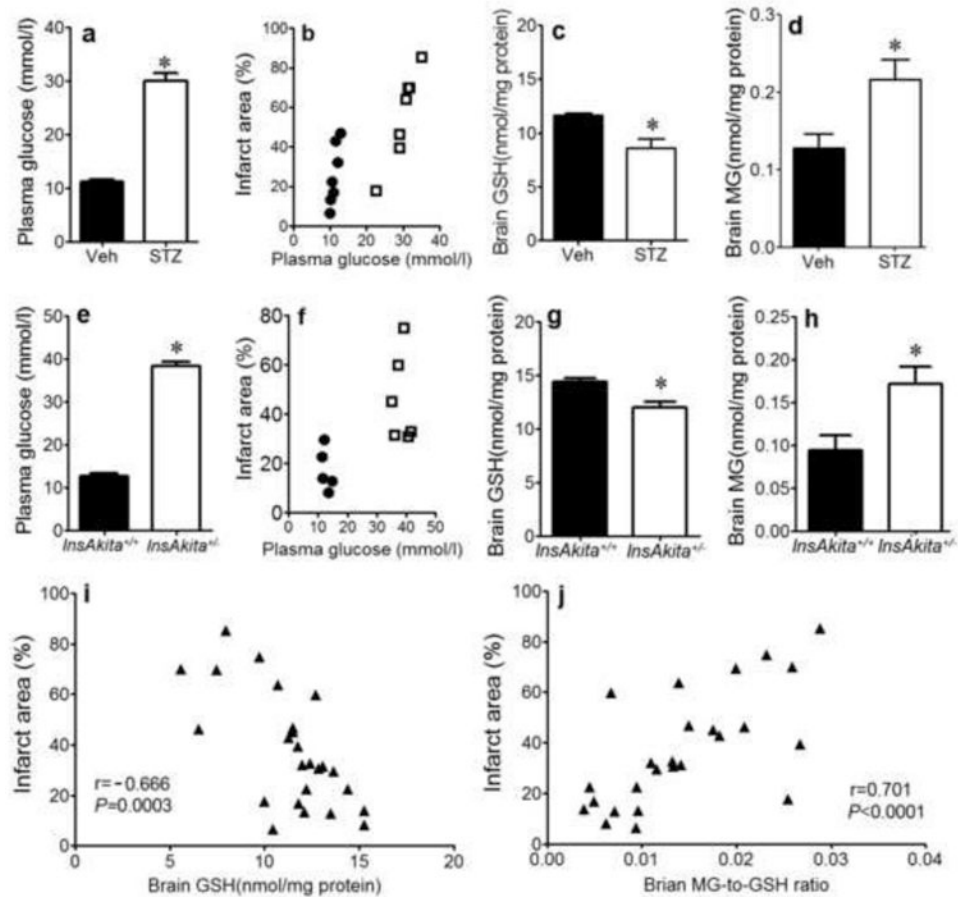 a
Plasma glucose (mmol/l)
40
30
20
10
0
*
Veh STZ
b
Infarct area (%)
100
80
60
40
20
0
0 10 20 30 40
Plasma glucose (mmol/l)
c
Brain GSH(nmol/mg protein)
20
15
10
5
0
*
Veh STZ
d
Brain MG(nmol/mg protein)
0.3
0.2
0.1
0.0
*
Veh STZ
e
Plasma glucose (mmol/l)
50
40
30
20
10
0
*
InsAkita+/+ InsAkita+/-
f
Infarct area (%)
80
60
40
20
0
0 10 20 30 40 50
Plasma glucose (mmol/l)
g
Brain GSH(nmol/mg protein)
20
15
10
5
0
*
InsAkita+/+ InsAkita+/-
h
Brain MG(nmol/mg protein)
0.25
0.20
0.15
0.10
0.05
0.00
*
InsAkita+/+ InsAkita+/-
i
Infarct area (%)
100
80
60
40
20
0
r=-0.666
P=0.0003
0 5 10 15 20
Brain GSH(nmol/mg protein)
j
Infarct area (%)
100
80
60
40
20
0
r=0.701
P<0.0001
0.00 0.01 0.02 0.03 0.04
Brian MG-to-GSH ratio